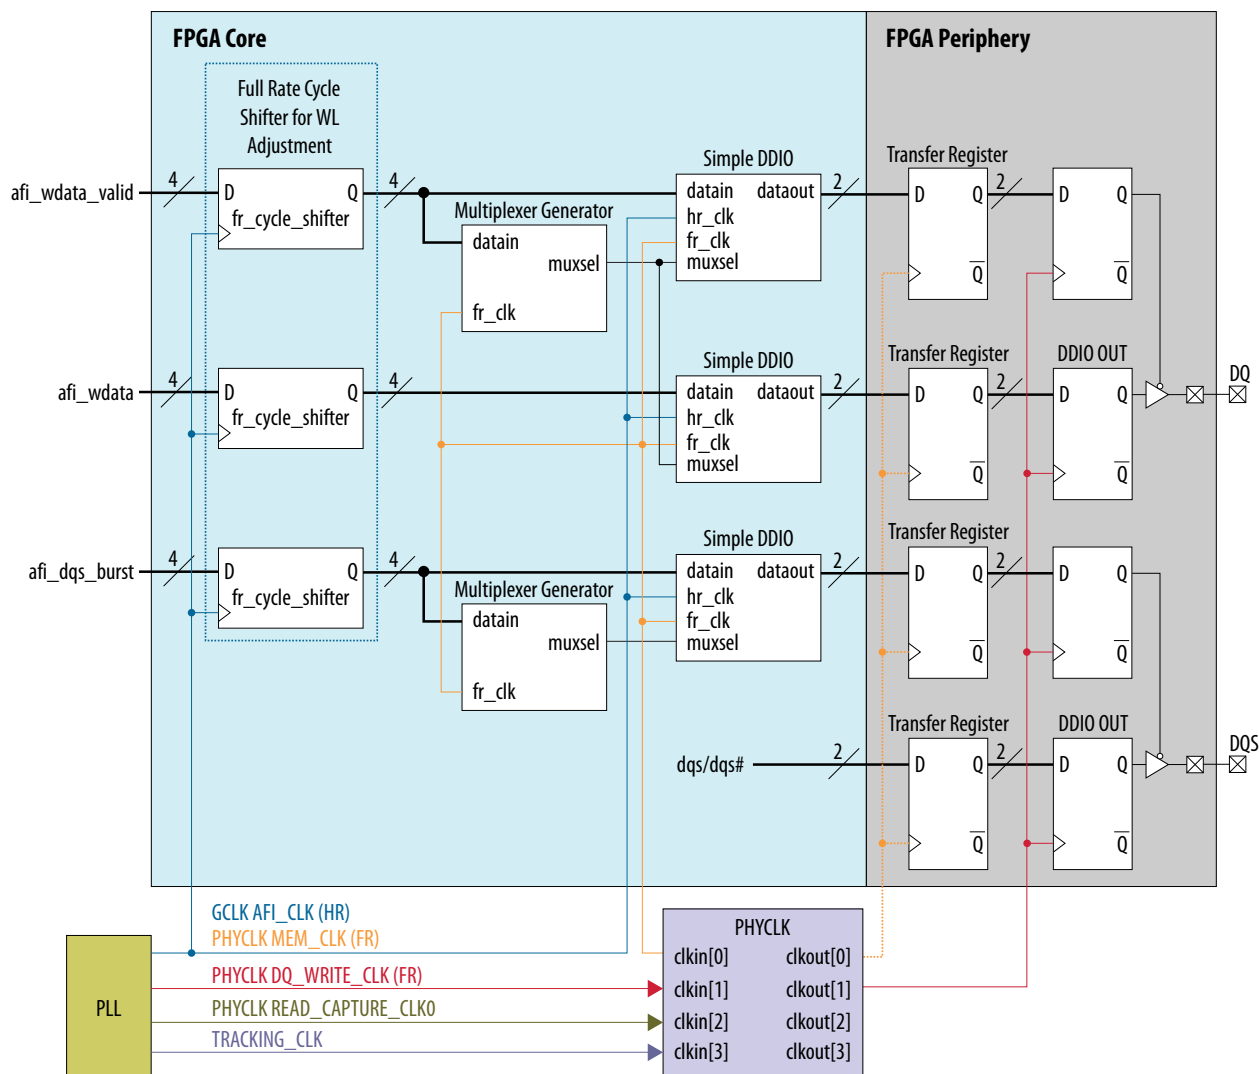 FPGA Core
FPGA Periphery
Full Rate Cycle
Shifter for WL
Adjustment
afi_wdata_valid
4
D
Q
fr_cycle_shifter
4
Multiplexer Generator
datain
muxsel
fr_clk
Simple DDIO
datain
dataout
hr_clk
fr_clk
muxsel
2
Transfer Register
D
Q
Q
2
D
Q
Q
afi_wdata
4
D
Q
fr_cycle_shifter
4
Simple DDIO
datain
dataout
hr_clk
fr_clk
muxsel
2
Transfer Register
D
Q
Q
2
DDIO OUT
D
Q
Q
DQ
afi_dqs_burst
4
D
Q
fr_cycle_shifter
4
Multiplexer Generator
datain
muxsel
fr_clk
Simple DDIO
datain
dataout
hr_clk
fr_clk
muxsel
2
Transfer Register
D
Q
Q
2
D
Q
Q
dqs/dqs#
2
Transfer Register
D
Q
Q
2
DDIO OUT
D
Q
Q
DQS
PLL
GCLK AFI_CLK (HR)
PHYCLK MEM_CLK (FR)
PHYCLK DQ_WRITE_CLK (FR)
PHYCLK READ_CAPTURE_CLK0
TRACKING_CLK
PHYCLK
clkin[0]
clkout[0]
clkin[1]
clkout[1]
clkin[2]
clkout[2]
clkin[3]
clkout[3]